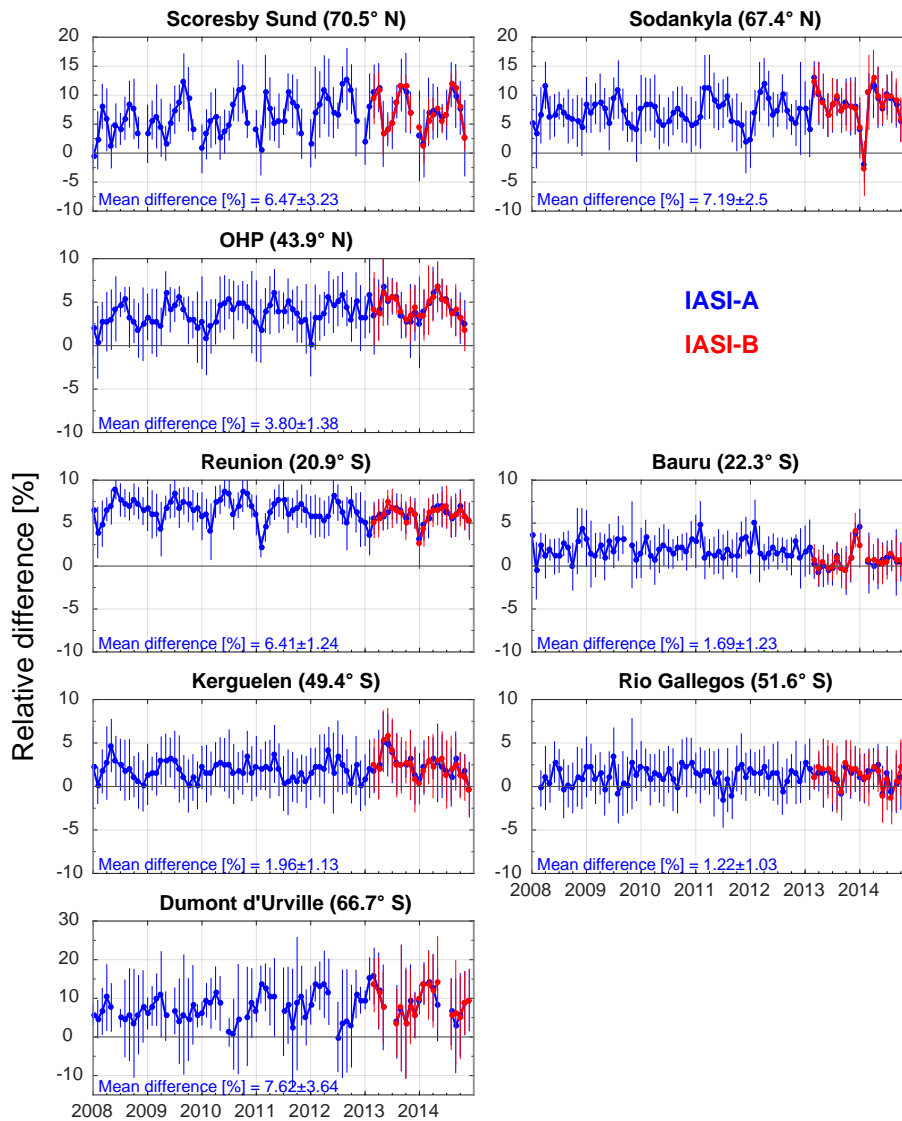 Scoresby Sund (70.5° N)
20
15
10
5
0
-5
-10
Mean difference [%] = 6.47±3.23
Sodankyla (67.4° N)
20
15
10
5
0
-5
-10
Mean difference [%] = 7.19±2.5
OHP (43.9° N)
10
5
0
-5
-10
Mean difference [%] = 3.80±1.38
IASI-A
IASI-B
Relative difference [%]
Reunion (20.9° S)
10
5
0
-5
-10
Mean difference [%] = 6.41±1.24
Bauru (22.3° S)
10
5
0
-5
-10
Mean difference [%] = 1.69±1.23
Kerguelen (49.4° S)
10
5
0
-5
-10
Mean difference [%] = 1.96±1.13
Rio Gallegos (51.6° S)
10
5
0
-5
-10
Mean difference [%] = 1.22±1.03
2008 2009 2010 2011 2012 2013 2014
Dumont d'Urville (66.7° S)
30
20
10
0
-10
Mean difference [%] = 7.62±3.64
2008 2009 2010 2011 2012 2013 2014